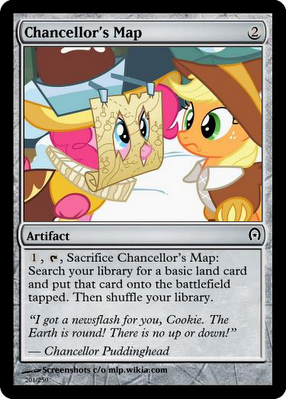 Chancellor's Map 2
Artifact
1 , T, Sacrifice Chancellor's Map:
Search your library for a basic land card
and put that card onto the battlefield
tapped. Then shuffle your library.
"I got a newsflash for you, Cookie. The
Earth is round! There is no up or down!"
— Chancellor Puddinghead
Screenshots c/o mlp.wikia.com
201/250